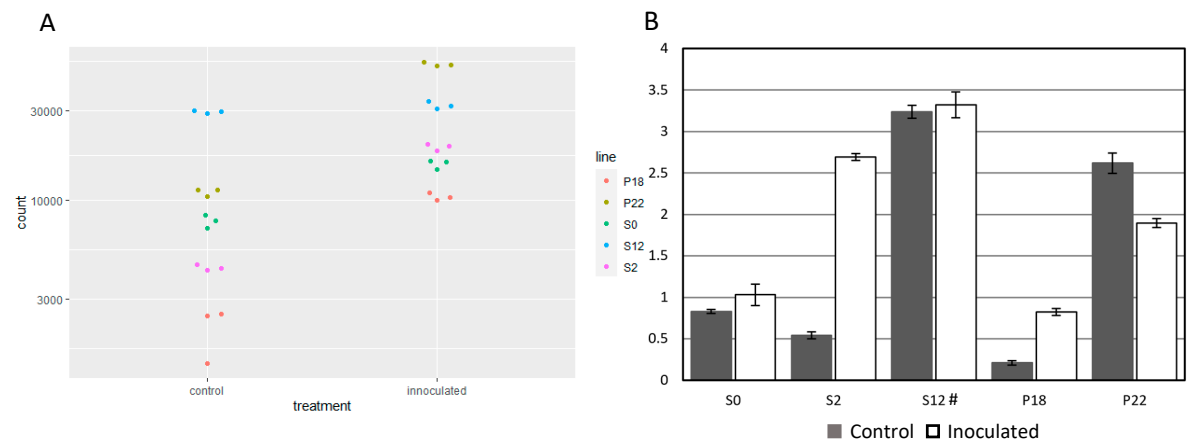 A
30000
10000
3000
count
control
innoculated
treatment
line
P18
P22
S0
S12
S2
B
4
3.5
3
2.5
2
1.5
1
0.5
0
S0
S2
S12 #
P18
P22
Control
Inoculated